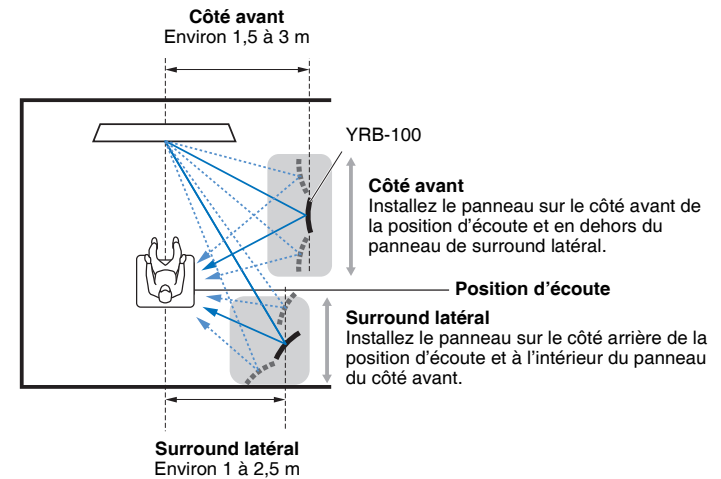 Côté avant
Environ 1,5 à 3 m
YRB-100
Côté avant
Installez le panneau sur le côté avant de
la position d'écoute et en dehors du
panneau de surround latéral.
Position d'écoute
Surround latéral
Installez le panneau sur le côté arrière de la
position d'écoute et à l'intérieur du panneau
du côté avant.
Surround latéral
Environ 1 à 2,5 m